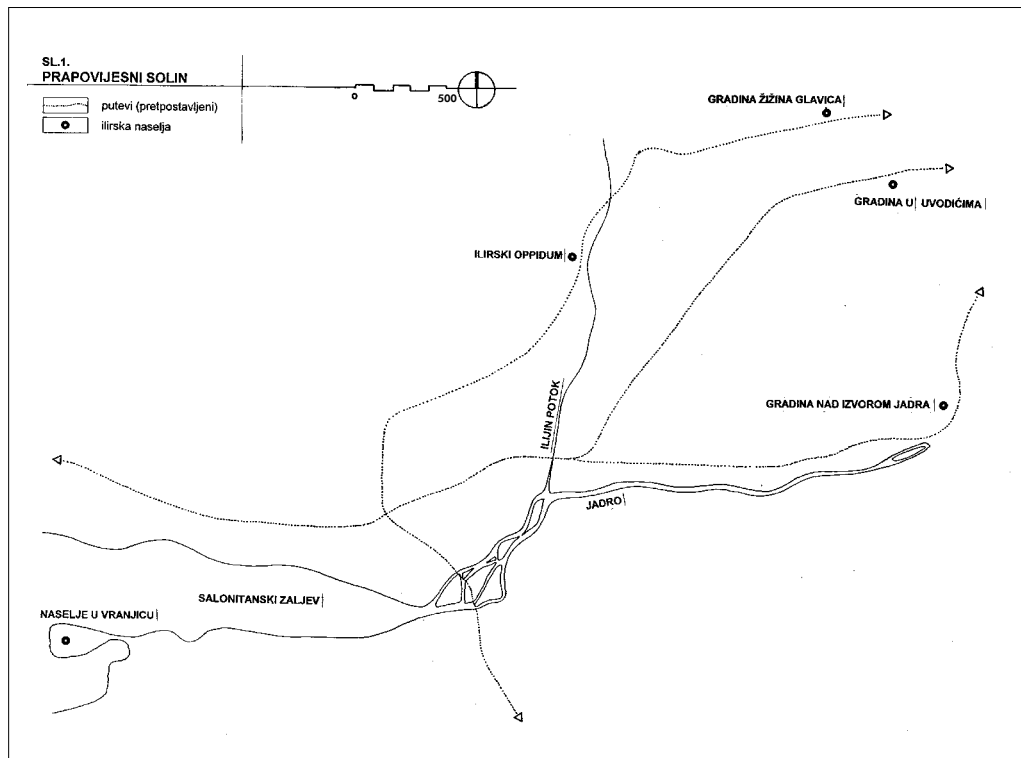 SL.1.
PRAPOVIJESNI SOLIN
0 500
putevi (pretpostavljeni)
ilirska naselja
GRADINA ŽIŽINA GLAVICA
GRADINA U UVODIĆIMA
ILIRSKI OPPIDUM
ILIJIN POTOK
GRADINA NAD IZVOROM JADRA
JADRO
SALONITANSKI ZALJEV
NASELJE U VRANJICU